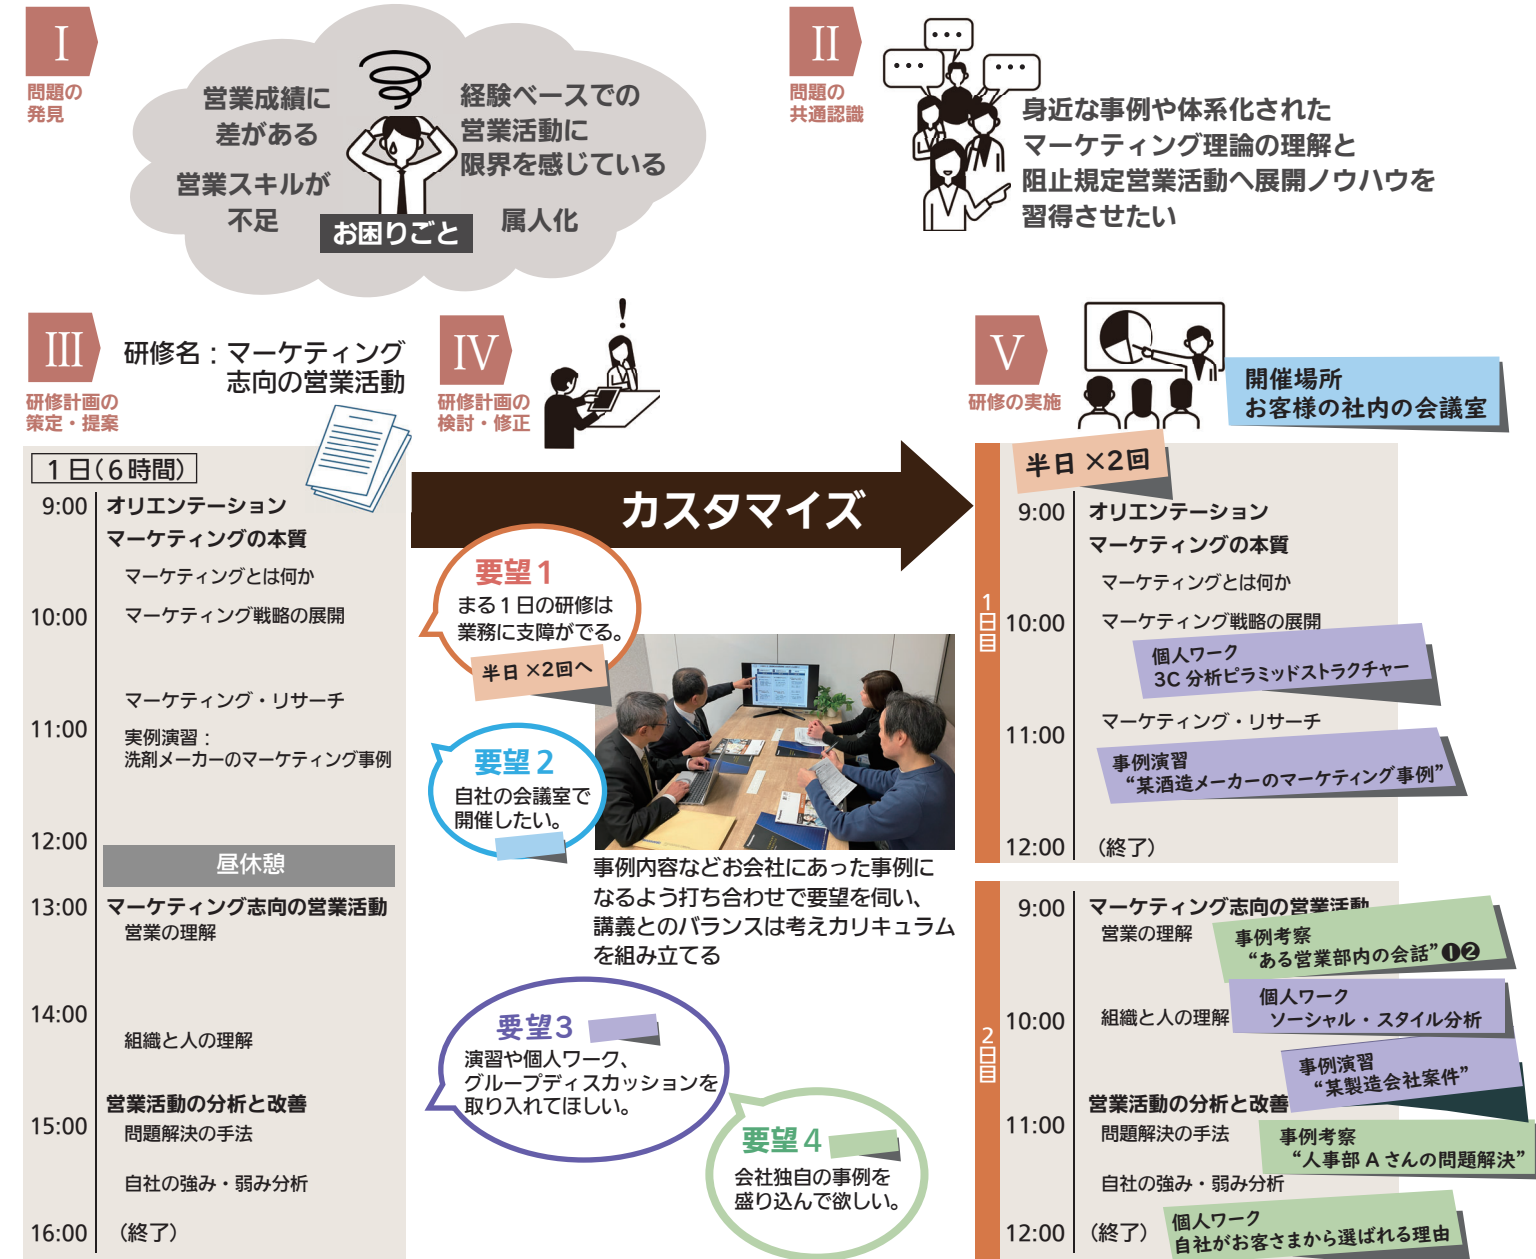 I
問題の
発見
営業成績に
差がある
営業スキルが
不足
経験ベースでの
営業活動に
限界を感じている
属人化
お困りごと
II
問題の
共通認識
身近な事例や体系化された
マーケティング理論の理解と
阻止規定営業活動へ展開ノウハウを
習得させたい
III
研修計画の
策定・提案
研修名：マーケティング
志向の営業活動
1日（6時間）
9:00 オリエンテーション
マーケティングの本質
マーケティングとは何か
10:00 マーケティング戦略の展開
マーケティング・リサーチ
11:00
実例演習：
洗剤メーカーのマーケティング事例
12:00
昼休憩
13:00 マーケティング志向の営業活動
営業の理解
14:00
組織と人の理解
営業活動の分析と改善
15:00
問題解決の手法
自社の強み・弱み分析
16:00 （終了）
IV
研修計画の
検討・修正
!
カスタマイズ
要望1
まる1日の研修は
業務に支障がでる。
半日×2回へ
要望2
自社の会議室で
開催したい。
事例内容などお会社にあった事例に
なるよう打ち合わせで要望を伺い、
講義とのバランスは考えカリキュラム
を組み立てる
要望3
演習や個人ワーク、
グループディスカッションを
取り入れてほしい。
要望4
会社独自の事例を
盛り込んで欲しい。
V
研修の実施
開催場所
お客様の社内の会議室
半日×2回
1日目
9:00 オリエンテーション
マーケティングの本質
マーケティングとは何か
10:00 マーケティング戦略の展開
個人ワーク
3C分析ピラミッドストラクチャー
マーケティング・リサーチ
11:00
事例演習
“某酒造メーカーのマーケティング事例”
12:00 （終了）
2日目
9:00 マーケティング志向の営業活動
営業の理解
事例考察
“ある営業部内の会話”❶❷
個人ワーク
ソーシャル・スタイル分析
10:00 組織と人の理解
事例演習
“某製造会社案件”
営業活動の分析と改善
11:00
問題解決の手法
事例考察
“人事部Aさんの問題解決”
自社の強み・弱み分析
12:00 （終了）
個人ワーク
自社がお客さまから選ばれる理由